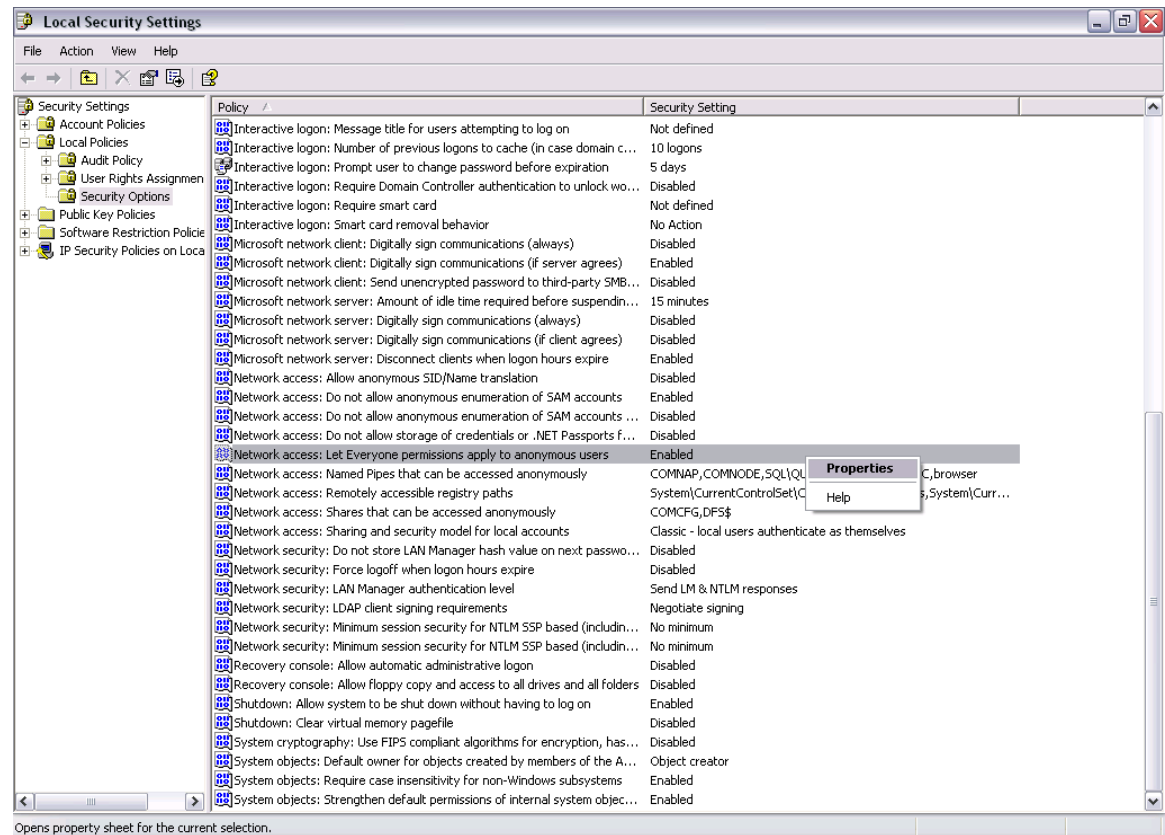 Local Security Settings
File Action View Help
Security Settings
Account Policies
Local Policies
Audit Policy
User Rights Assignmen
Security Options
Public Key Policies
Software Restriction Policie
IP Security Policies on Loca
Policy Security Setting
Interactive logon: Message title for users attempting to log on Not defined
Interactive logon: Number of previous logons to cache (in case domain c... 10 logons
Interactive logon: Prompt user to change password before expiration 5 days
Interactive logon: Require Domain Controller authentication to unlock wo... Disabled
Interactive logon: Require smart card Not defined
Interactive logon: Smart card removal behavior No Action
Microsoft network client: Digitally sign communications (always) Disabled
Microsoft network client: Digitally sign communications (if server agrees) Enabled
Microsoft network client: Send unencrypted password to third-party SMB... Disabled
Microsoft network server: Amount of idle time required before suspendin... 15 minutes
Microsoft network server: Digitally sign communications (always) Disabled
Microsoft network server: Digitally sign communications (if client agrees) Disabled
Microsoft network server: Disconnect clients when logon hours expire Enabled
Network access: Allow anonymous SID/Name translation Disabled
Network access: Do not allow anonymous enumeration of SAM accounts Enabled
Network access: Do not allow anonymous enumeration of SAM accounts ... Disabled
Network access: Do not allow storage of credentials or .NET Passports f... Disabled
Network access: Let Everyone permissions apply to anonymous users Enabled
Network access: Named Pipes that can be accessed anonymously COMNAP,COMNODE,SQL\QU C,browser
Network access: Remotely accessible registry paths System\CurrentControlSet\C s,System\Curr...
Network access: Shares that can be accessed anonymously COMCFG,DFS$
Network access: Sharing and security model for local accounts Classic - local users authenticate as themselves
Network security: Do not store LAN Manager hash value on next passwo... Disabled
Network security: Force logoff when logon hours expire Disabled
Network security: LAN Manager authentication level Send LM & NTLM responses
Network security: LDAP client signing requirements Negotiate signing
Network security: Minimum session security for NTLM SSP based (includin... No minimum
Network security: Minimum session security for NTLM SSP based (includin... No minimum
Recovery console: Allow automatic administrative logon Disabled
Recovery console: Allow floppy copy and access to all drives and all folders Disabled
Shutdown: Allow system to be shut down without having to log on Enabled
Shutdown: Clear virtual memory pagefile Disabled
System cryptography: Use FIPS compliant algorithms for encryption, has... Disabled
System objects: Default owner for objects created by members of the A... Object creator
System objects: Require case insensitivity for non-Windows subsystems Enabled
System objects: Strengthen default permissions of internal system objec... Enabled
Properties
Help
Opens property sheet for the current selection.